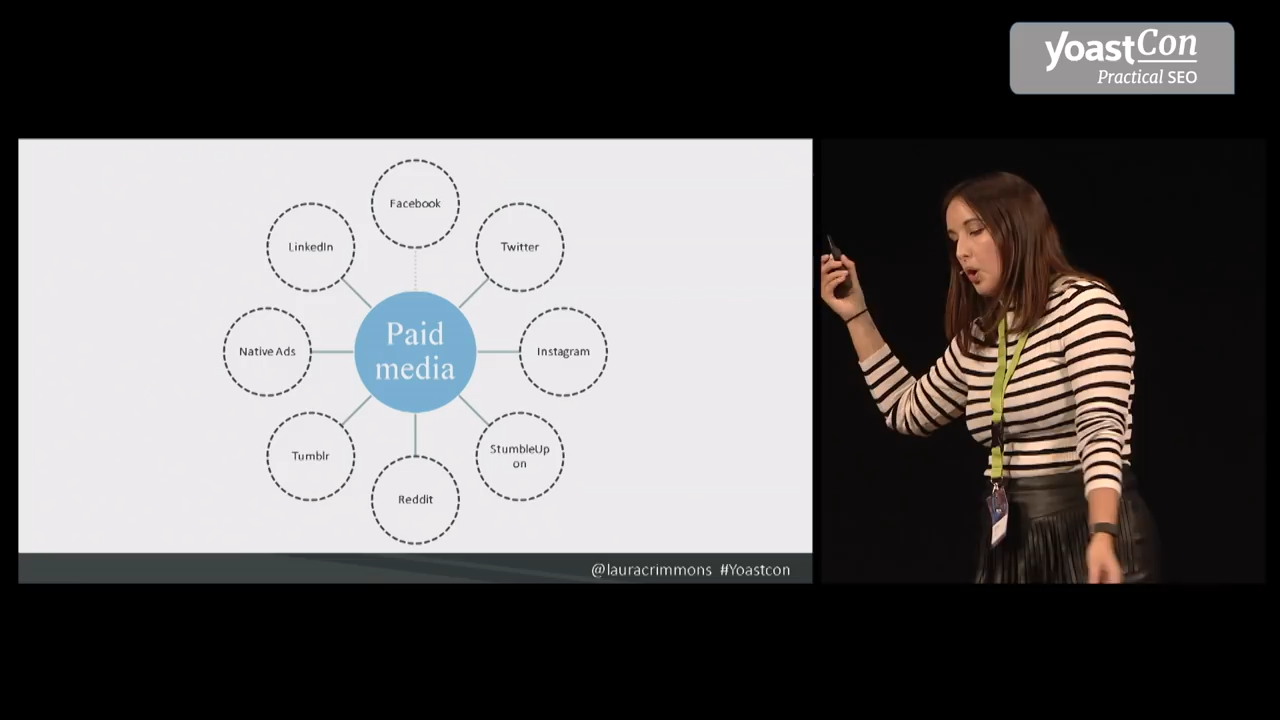 yoastCon
Practical SEO
Facebook
LinkedIn
Twitter
Native Ads
Paid
media
Instagram
Tumblr
StumbleUp
on
Reddit
@lauracrimmons #Yoastcon